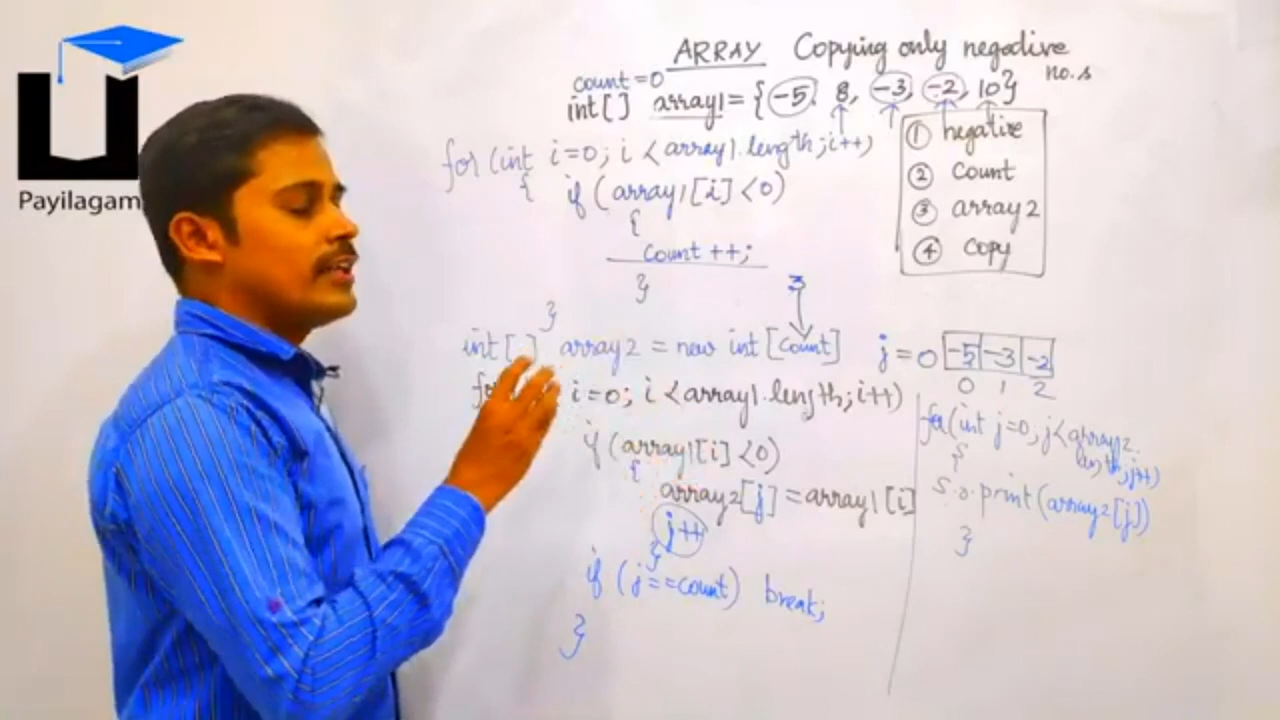 Payilagam
ARRAY Copying only negative
no.s
count=0
int[] array1= {-5, 8, -3, -2, 10}
for (int i=0; i < array1.length; i++)
{ if (array1[i] <0)
{
Count ++;
}
}
① negative
② Count
③ array2
④ Copy
3
int[ ] array2 = new int [Count]
j = 0
-5 -3 -2
0 1 2
i=0; i < array1.length; i++)
if (array1[i] <0)
{
array2[j] = array1[i]
j++
}
if (j==count) break;
}
for (int j=0, j< array2.
length; j++)
{
S.o.print(array2[j])
}